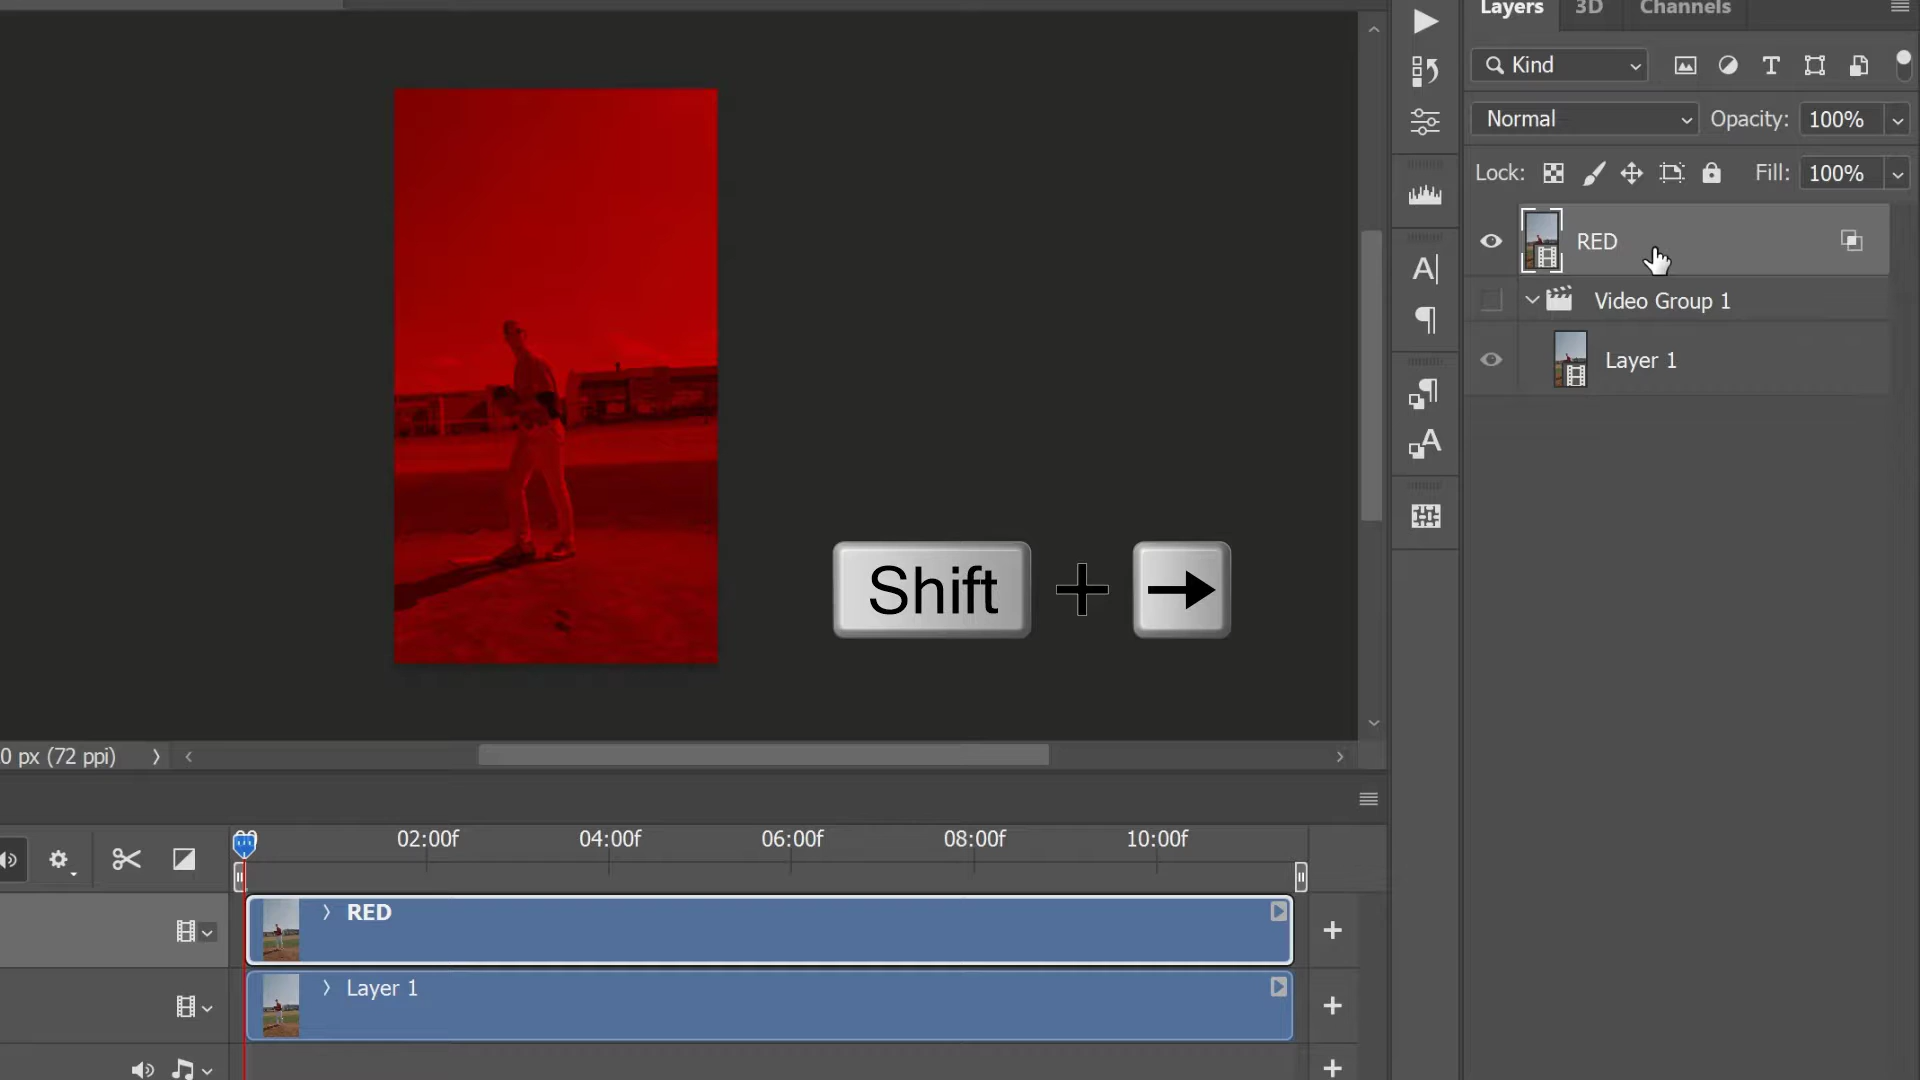 Layers 3D Channels
Kind
Normal Opacity: 100%
Lock: Fill: 100%
RED
Video Group 1
Layer 1
Shift + →
0 px (72 ppi)
00 02:00f 04:00f 06:00f 08:00f 10:00f
RED
Layer 1